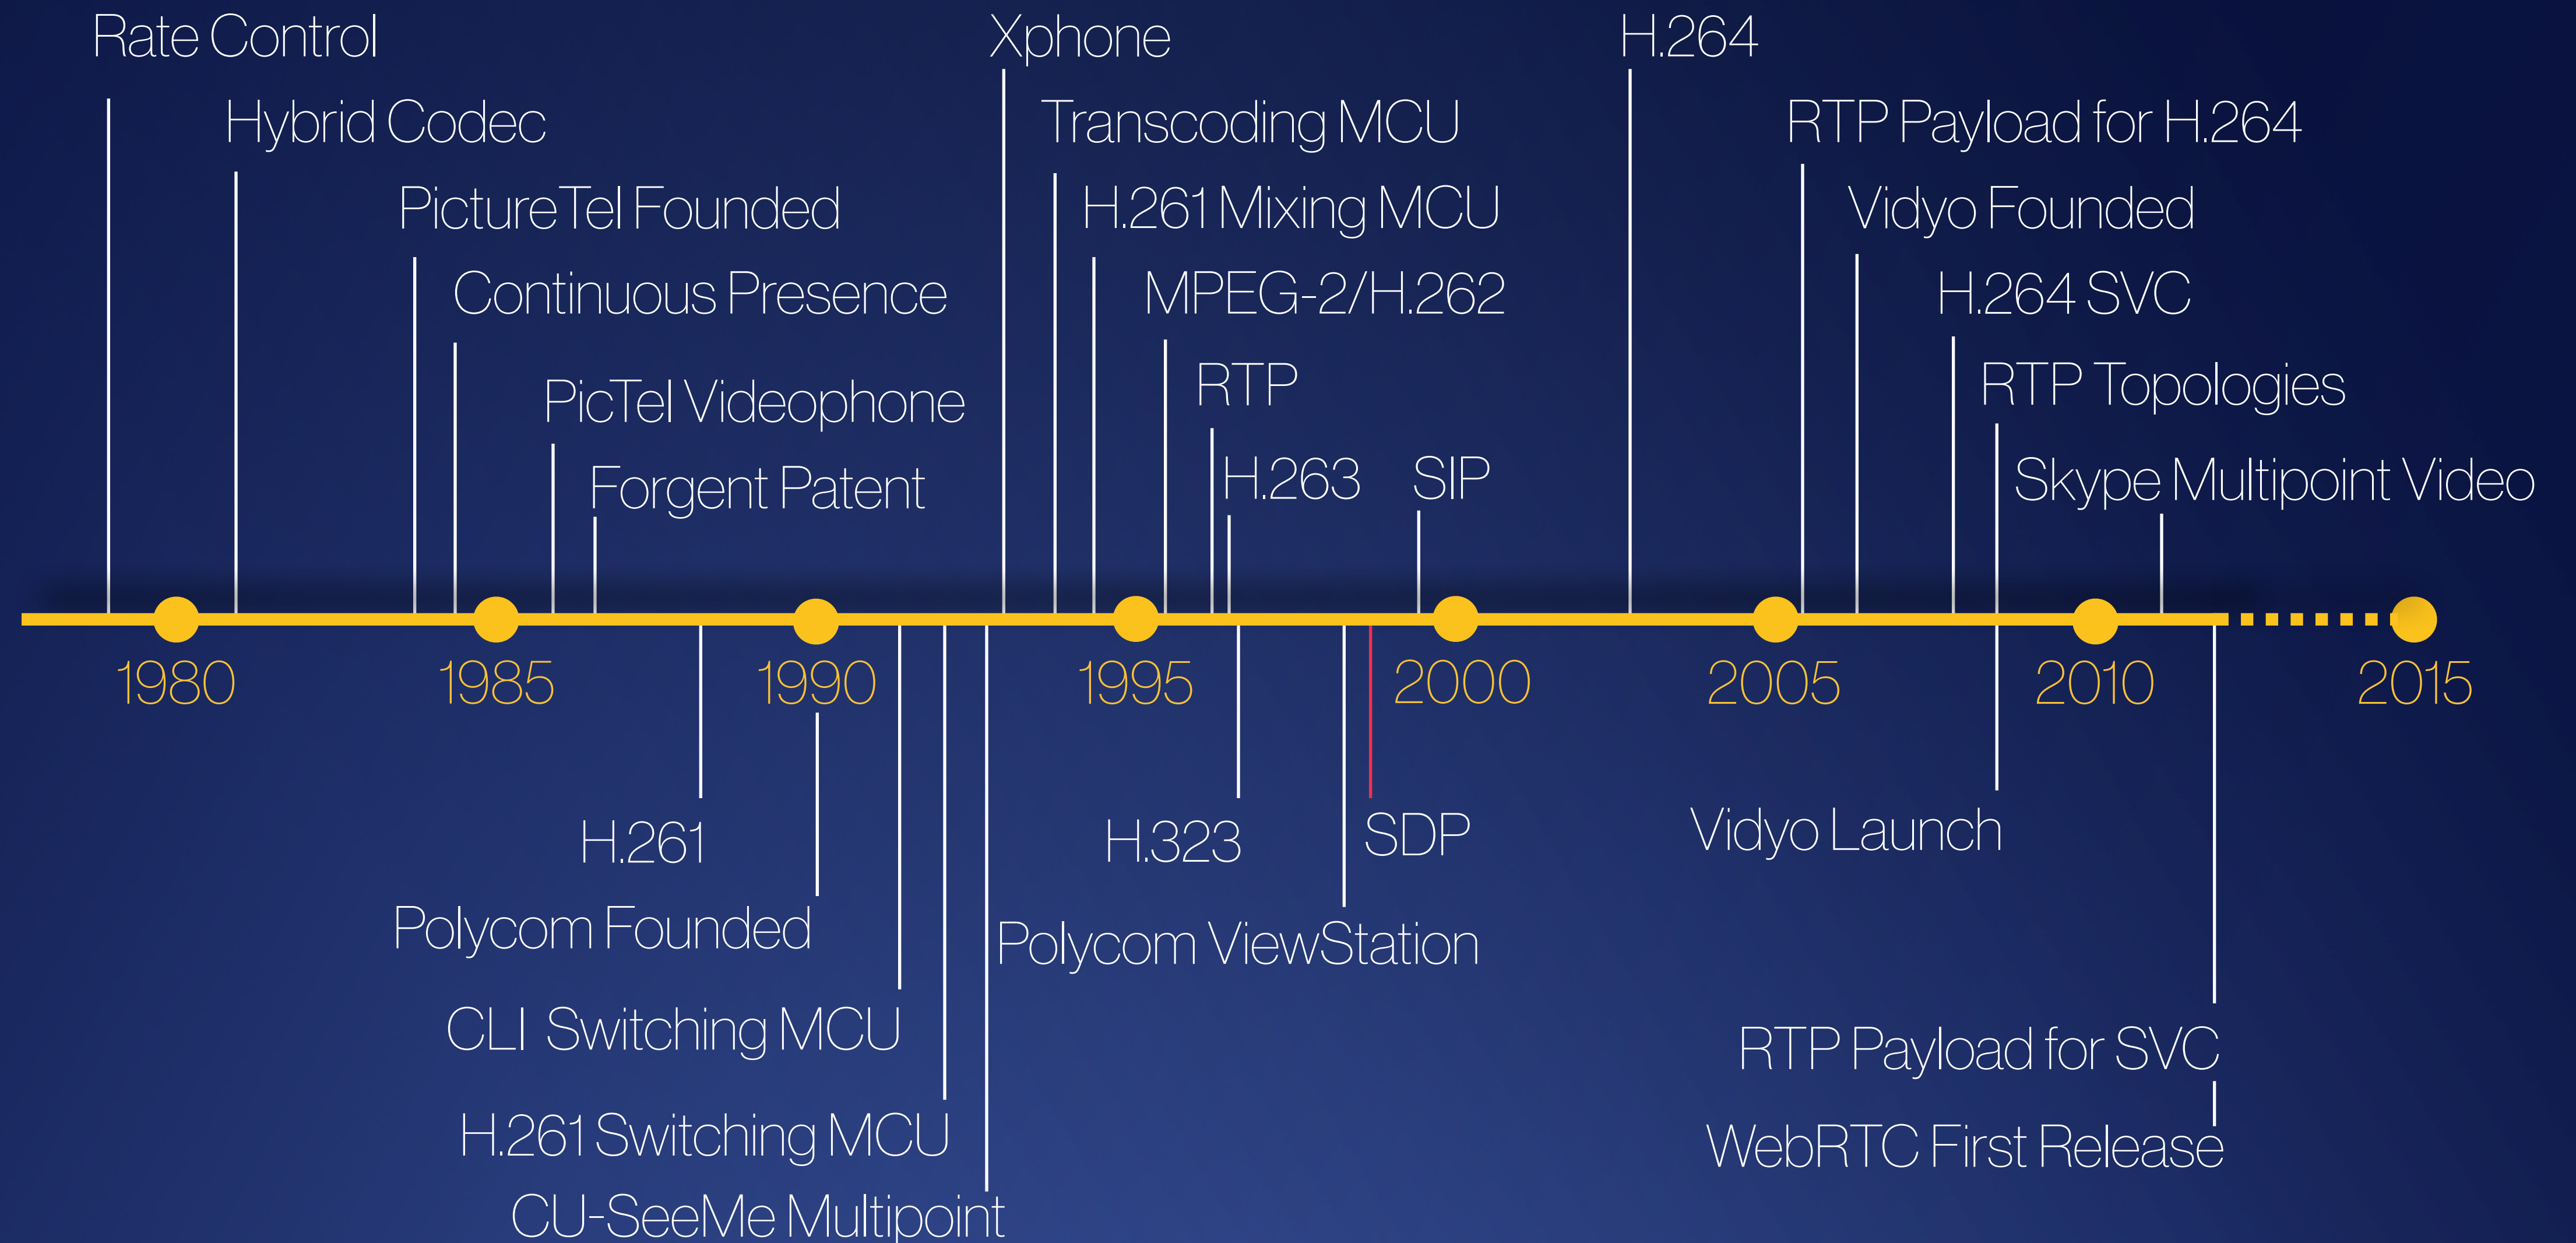 Rate Control
Xphone
H.264
Hybrid Codec
Transcoding MCU
RTP Payload for H.264
PictureTel Founded
H.261 Mixing MCU
Vidyo Founded
Continuous Presence
MPEG-2/H.262
H.264 SVC
PicTel Videophone
RTP
RTP Topologies
Forgent Patent
H.263
SIP
Skype Multipoint Video
1980
1985
1990
1995
2000
2005
2010
2015
H.261
H.323
SDP
Vidyo Launch
Polycom Founded
Polycom ViewStation
CLI Switching MCU
RTP Payload for SVC
H.261 Switching MCU
WebRTC First Release
CU-SeeMe Multipoint